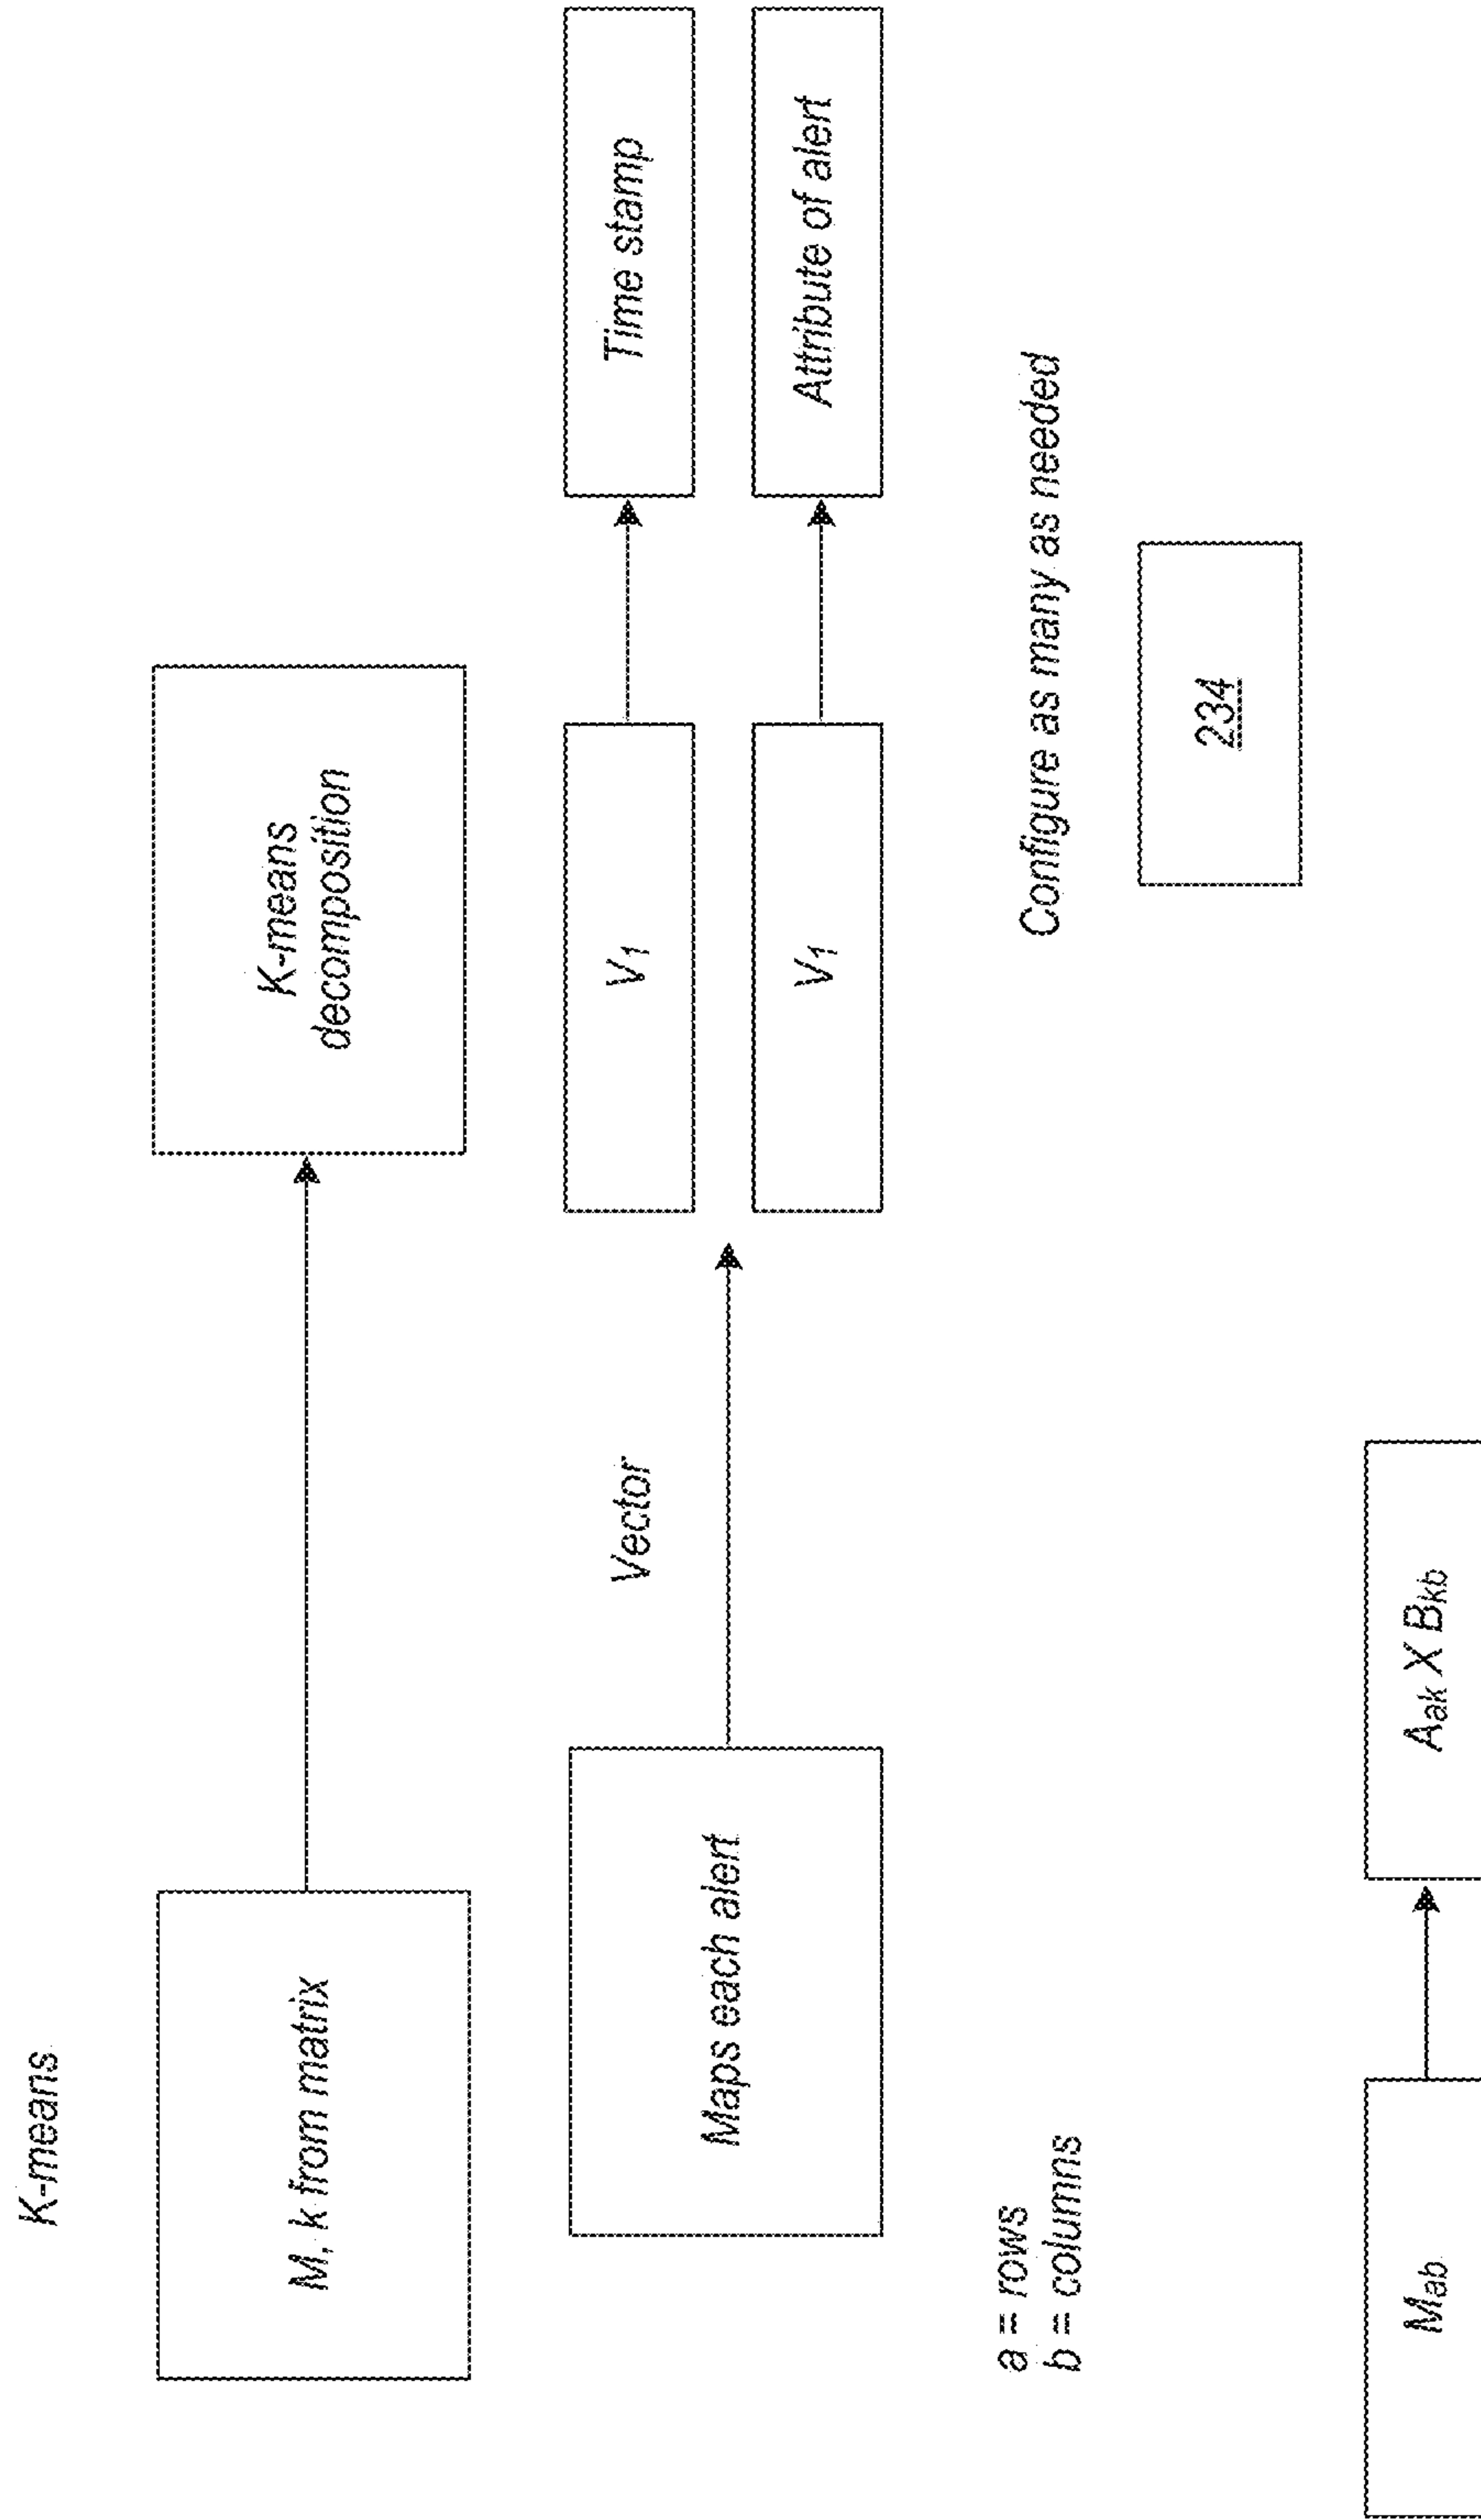 K-means
M, k from matrix
K-means
decomposition
Maps each alert
Vector
V1
Time stamp
V1
Attribute of alert
a = rows
b = columns
Configure as many as needed
234
Mab
Aak X Bkb